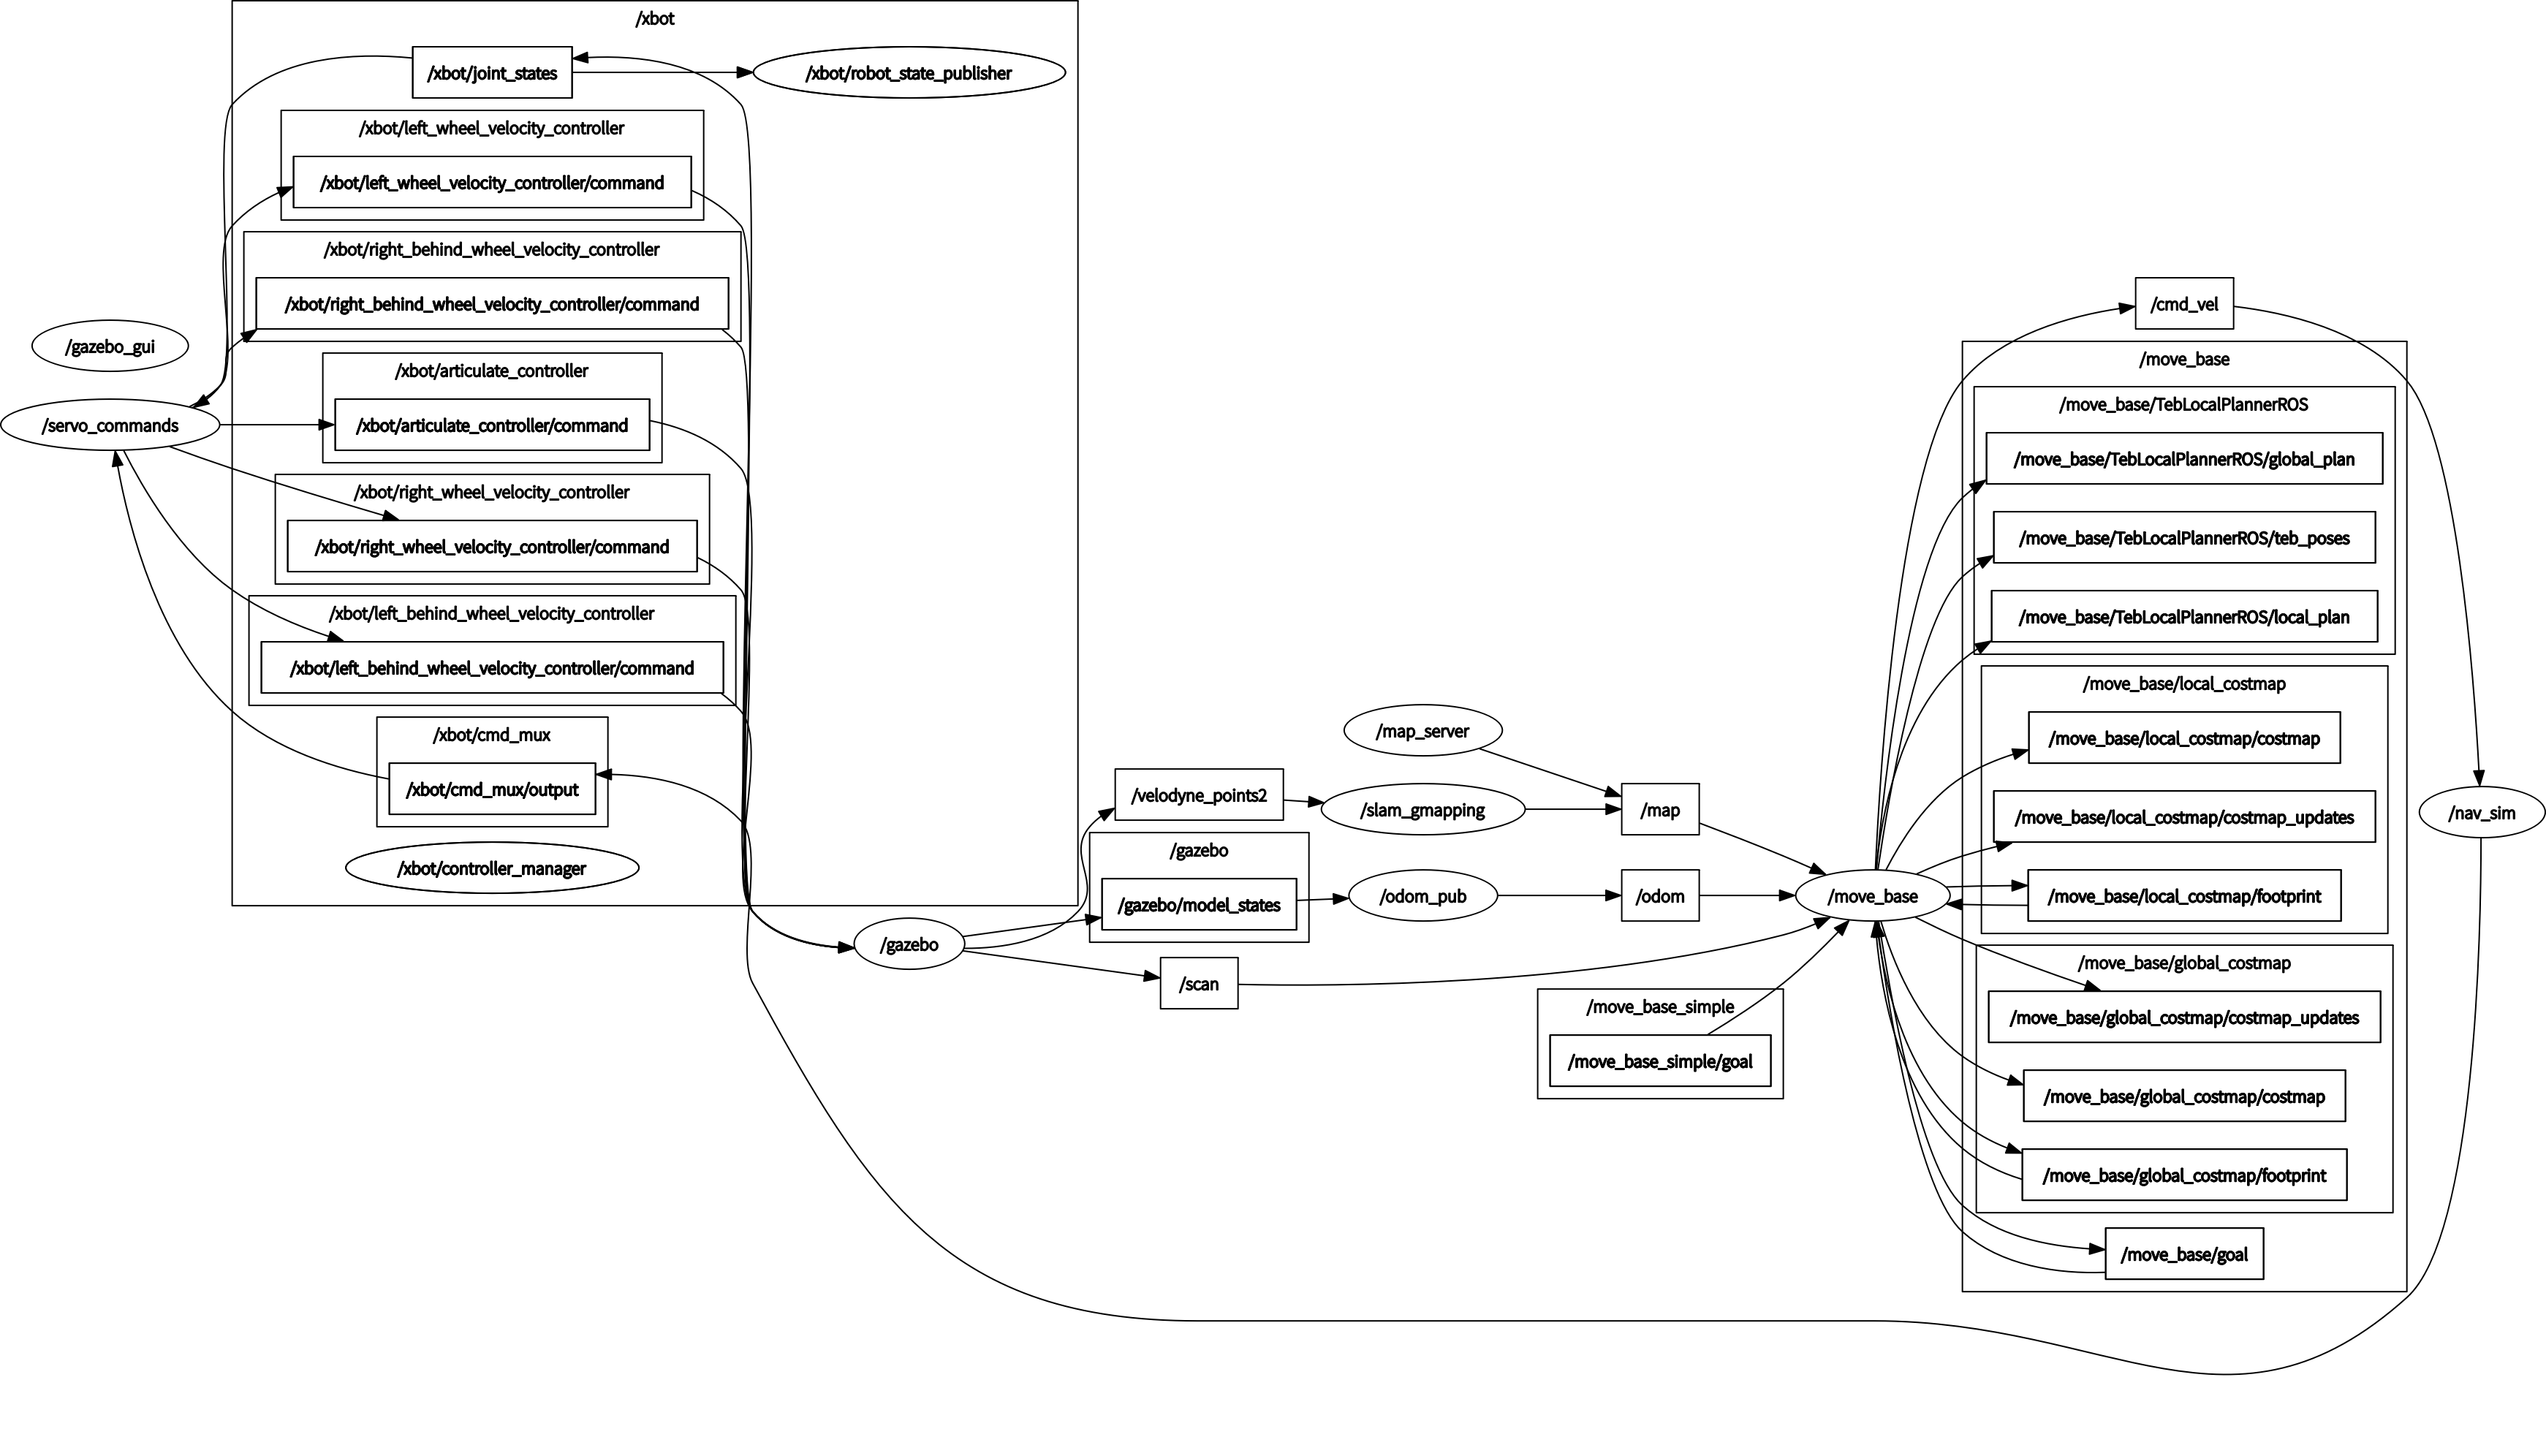 /xbot
/xbot/joint_states
/xbot/robot_state_publisher
/xbot/left_wheel_velocity_controller
/xbot/left_wheel_velocity_controller/command
/xbot/right_behind_wheel_velocity_controller
/xbot/right_behind_wheel_velocity_controller/command
/gazebo_gui
/xbot/articulate_controller
/servo_commands
/xbot/articulate_controller/command
/xbot/right_wheel_velocity_controller
/xbot/right_wheel_velocity_controller/command
/xbot/left_behind_wheel_velocity_controller
/xbot/left_behind_wheel_velocity_controller/command
/xbot/cmd_mux
/xbot/cmd_mux/output
/xbot/controller_manager
/gazebo
/velodyne_points2
/gazebo
/gazebo/model_states
/scan
/map_server
/slam_gmapping
/odom_pub
/map
/odom
/move_base_simple
/move_base_simple/goal
/move_base
/cmd_vel
/move_base
/move_base/TebLocalPlannerROS
/move_base/TebLocalPlannerROS/global_plan
/move_base/TebLocalPlannerROS/teb_poses
/move_base/TebLocalPlannerROS/local_plan
/move_base/local_costmap
/move_base/local_costmap/costmap
/move_base/local_costmap/costmap_updates
/move_base/local_costmap/footprint
/move_base/global_costmap
/move_base/global_costmap/costmap_updates
/move_base/global_costmap/costmap
/move_base/global_costmap/footprint
/move_base/goal
/nav_sim